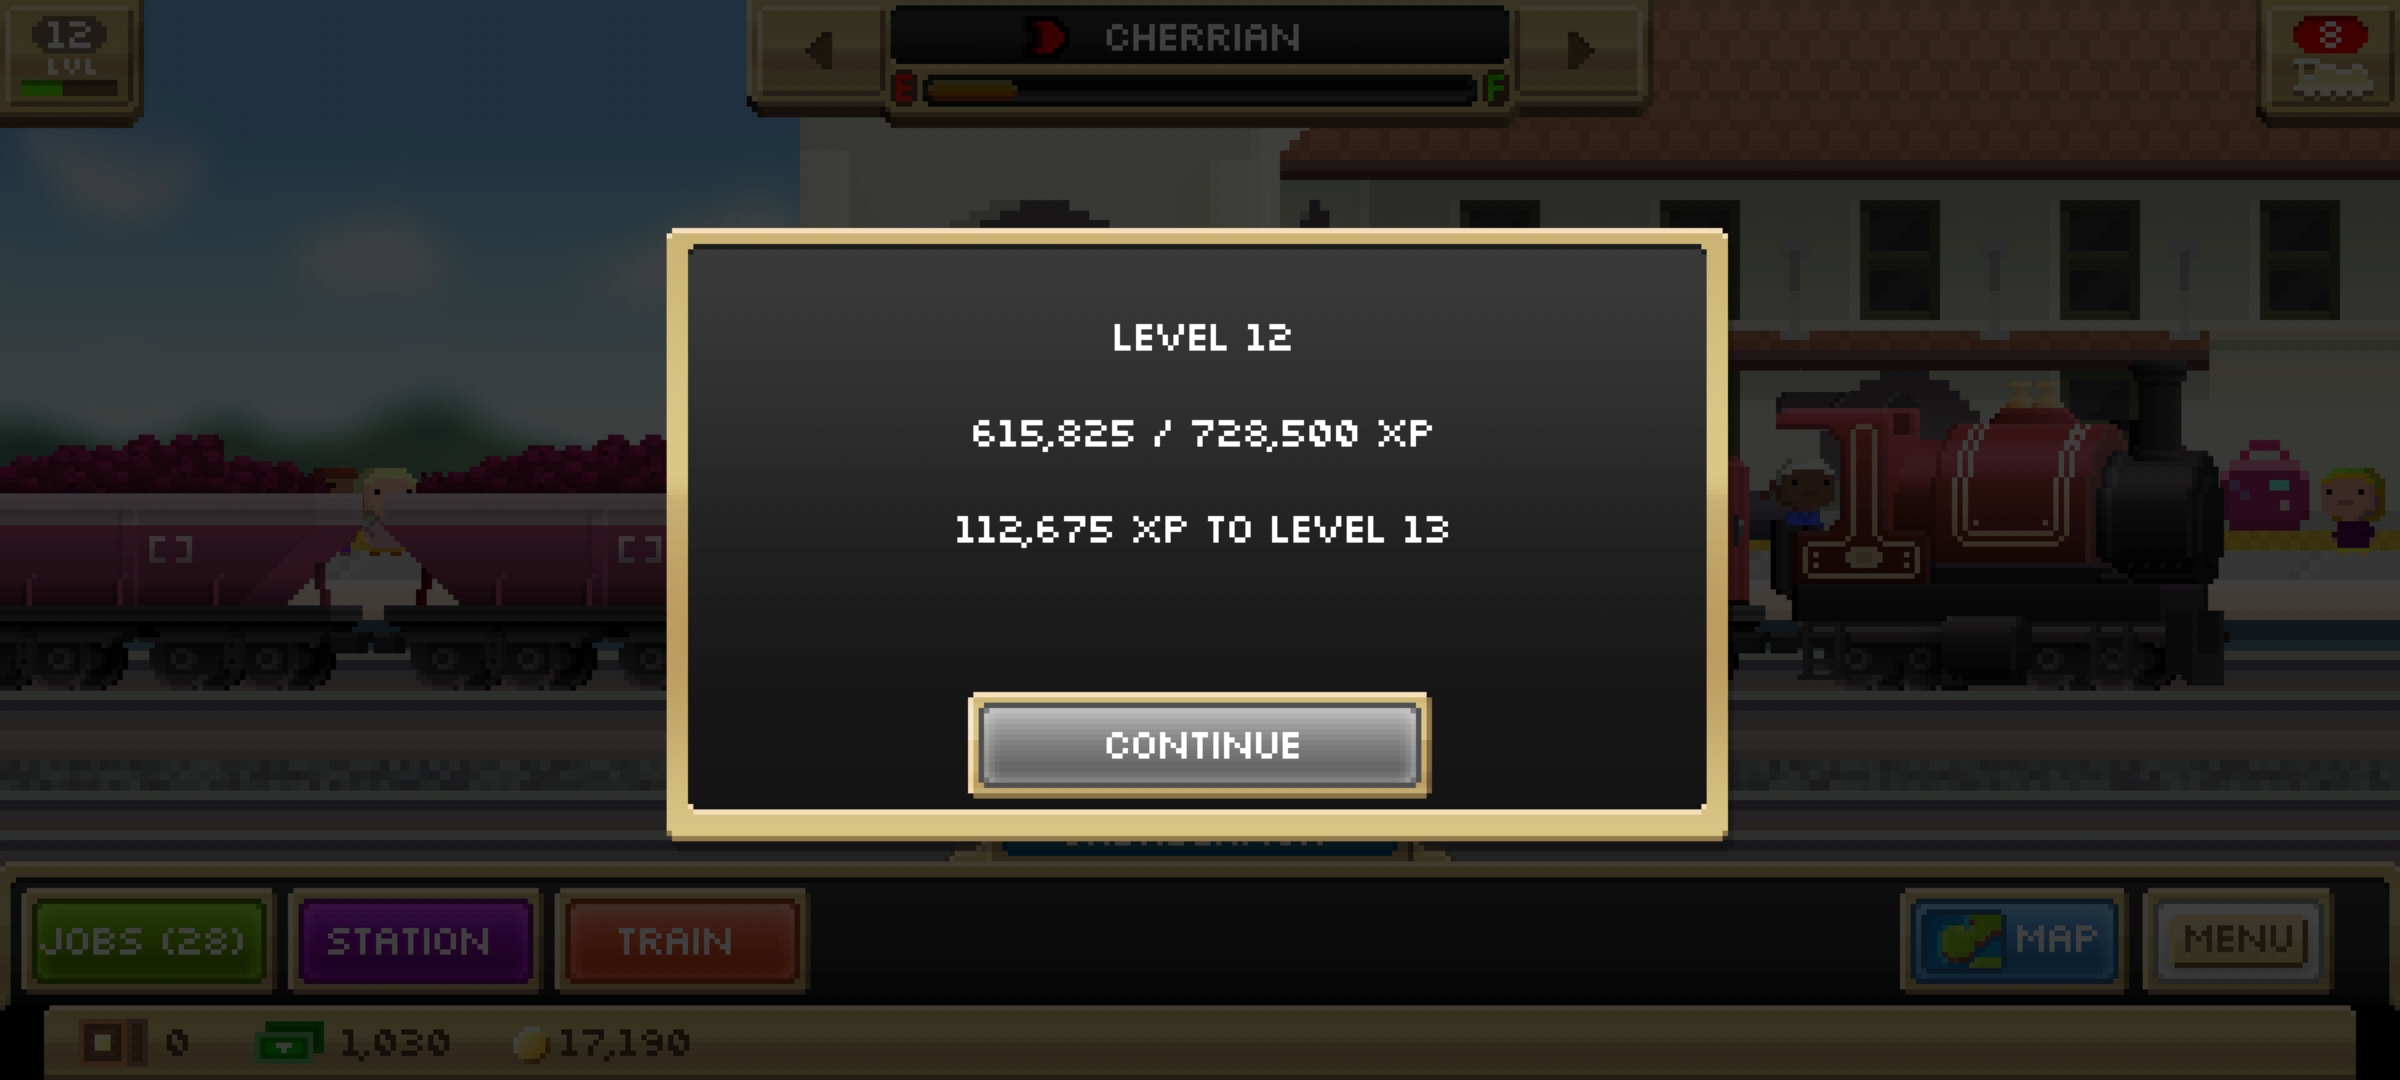 12
LVL
CHERRIAN
E
F
8
LEVEL 12
615,825 / 728,500 XP
112,675 XP TO LEVEL 13
CONTINUE
JOBS (28)
STATION
TRAIN
MAP
MENU
0
1,030
17,190